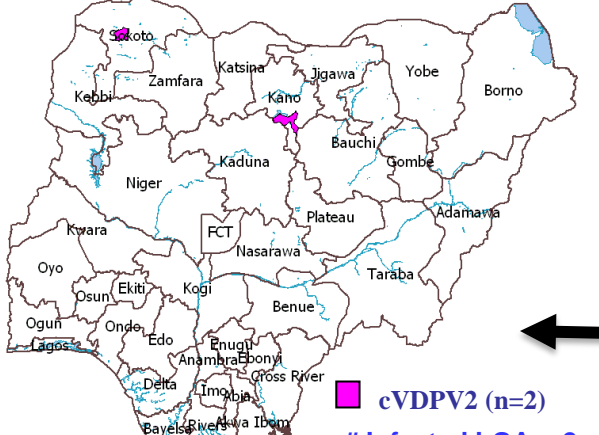 Sokoto
Katsina
Jigawa
Yobe
Borno
Zamfara
Kebbi
Kano
Bauchi
Gombe
Kaduna
Niger
Adamawa
Plateau
Kwara
FCT
Nasarawa
Taraba
Oyo
Kogi
Osun
Ekiti
Benue
Ogun
Ondo
Edo
Lagos
Enugu
Anambra
Ebonyi
Cross River
Delta
Imo
Abia
cVDPV2 (n=2)
Bayelsa
Rivers
Akwa Ibom